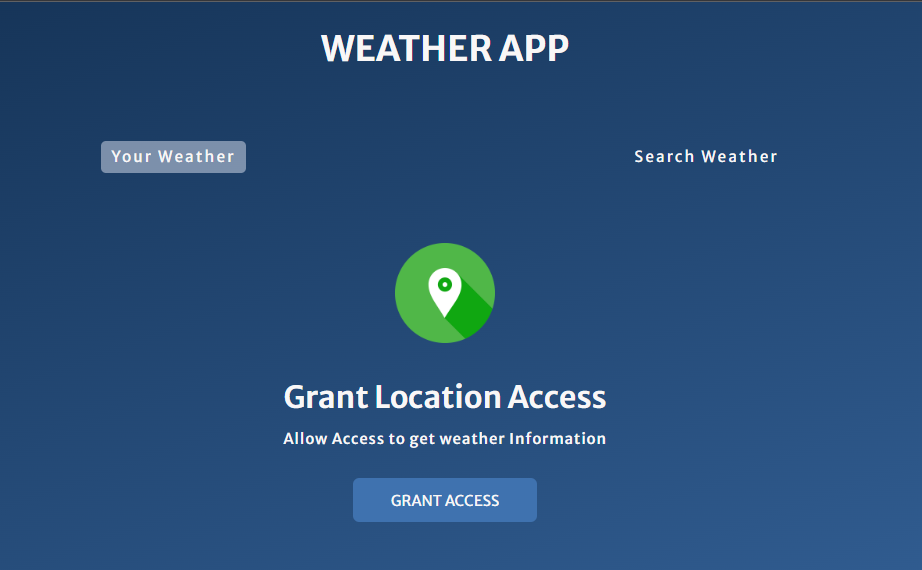 WEATHER APP
Your Weather
Search Weather
Grant Location Access
Allow Access to get weather Information
GRANT ACCESS